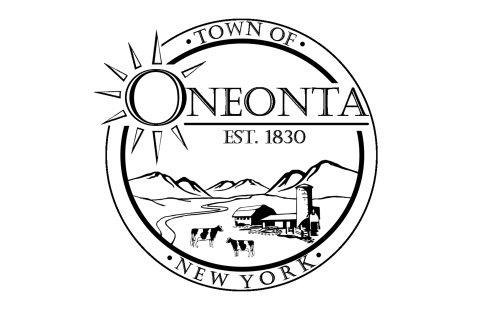 • TOWN OF •
ONEONTA
EST. 1830
• NEW YORK •